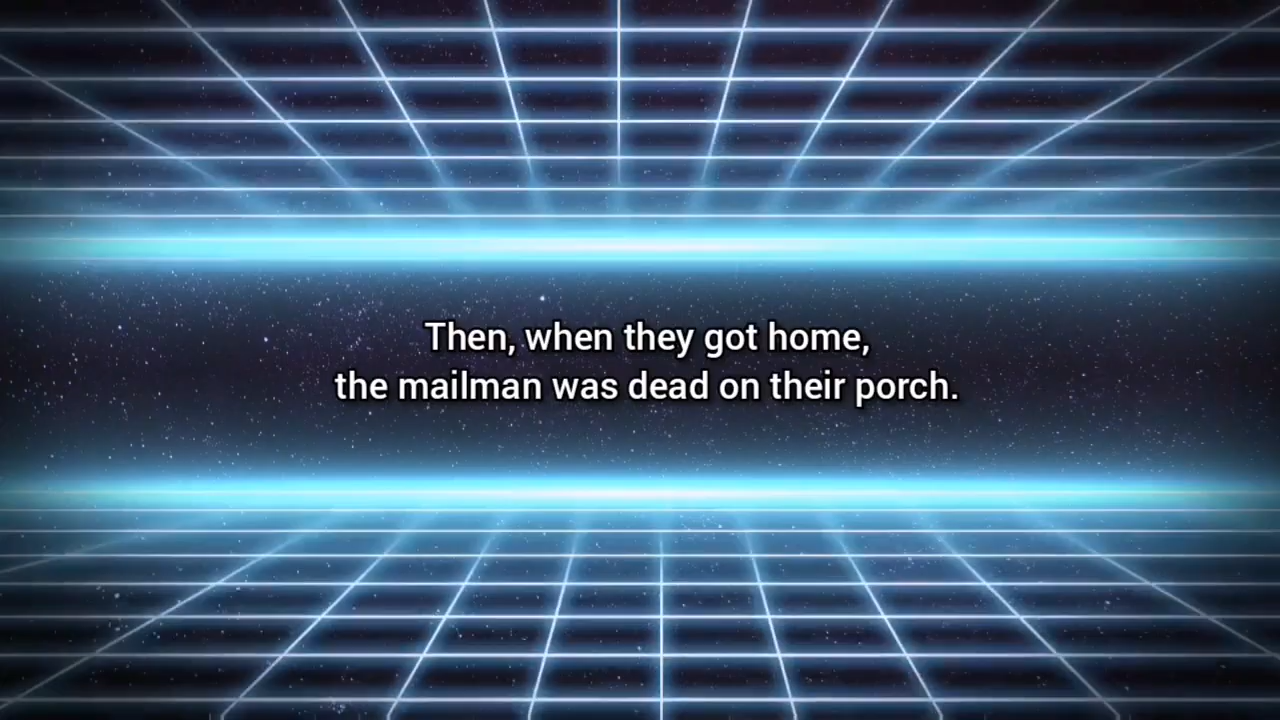 Then, when they got home,
the mailman was dead on their porch.